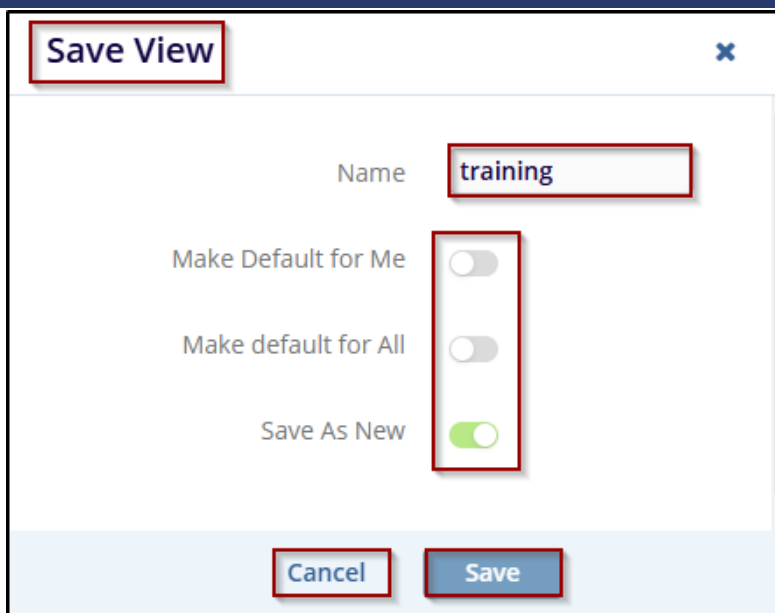 Save View
Name training
Make Default for Me
Make default for All
Save As New
Cancel Save